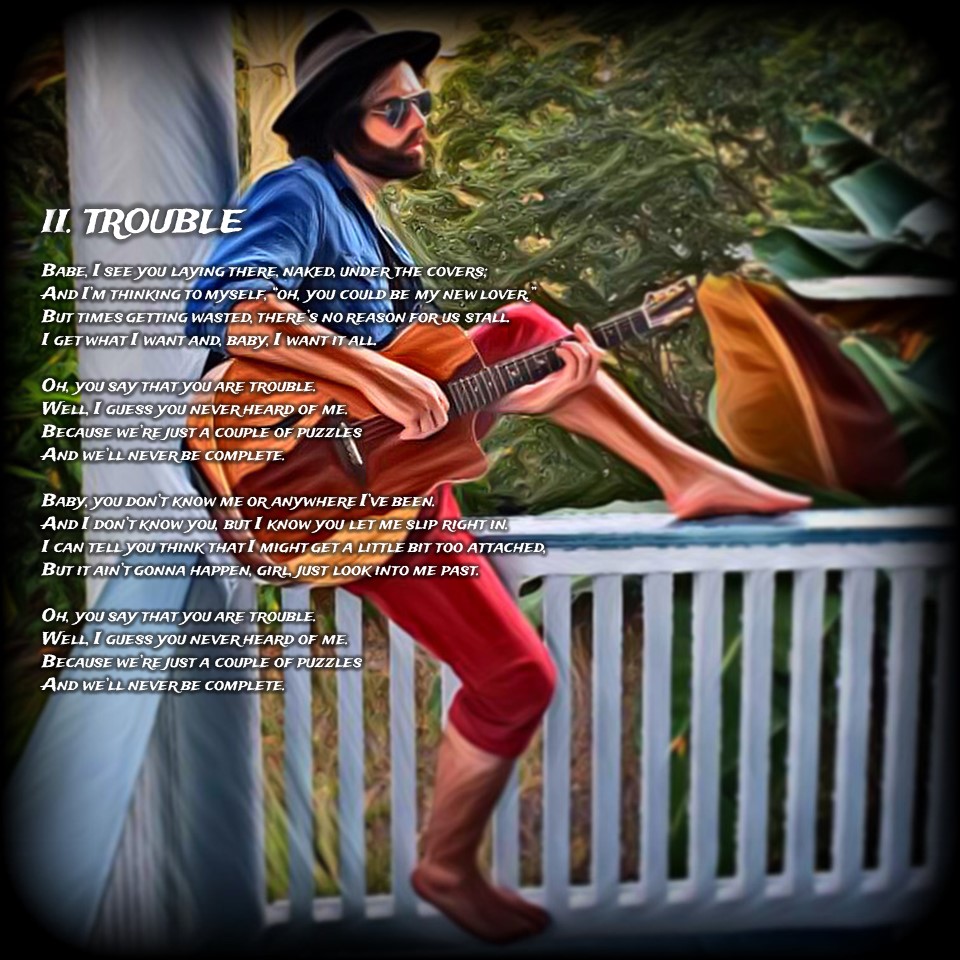 II. TROUBLE
BABE, I SEE YOU LAYING THERE, NAKED, UNDER THE COVERS;
AND I'M THINKING TO MYSELF, "OH, YOU COULD BE MY NEW LOVER."
BUT TIMES GETTING WASTED, THERE'S NO REASON FOR US STALL.
I GET WHAT I WANT AND, BABY, I WANT IT ALL.
OH, YOU SAY THAT YOU ARE TROUBLE.
WELL, I GUESS YOU NEVER HEARD OF ME.
BECAUSE WE'RE JUST A COUPLE OF PUZZLES
AND WE'LL NEVER BE COMPLETE.
BABY, YOU DON'T KNOW ME OR ANYWHERE I'VE BEEN.
AND I DON'T KNOW YOU, BUT I KNOW YOU LET ME SLIP RIGHT IN.
I CAN TELL YOU THINK THAT I MIGHT GET A LITTLE BIT TOO ATTACHED,
BUT IT AIN'T GONNA HAPPEN, GIRL, JUST LOOK INTO ME PAST.
OH, YOU SAY THAT YOU ARE TROUBLE.
WELL, I GUESS YOU NEVER HEARD OF ME.
BECAUSE WE'RE JUST A COUPLE OF PUZZLES
AND WE'LL NEVER BE COMPLETE.